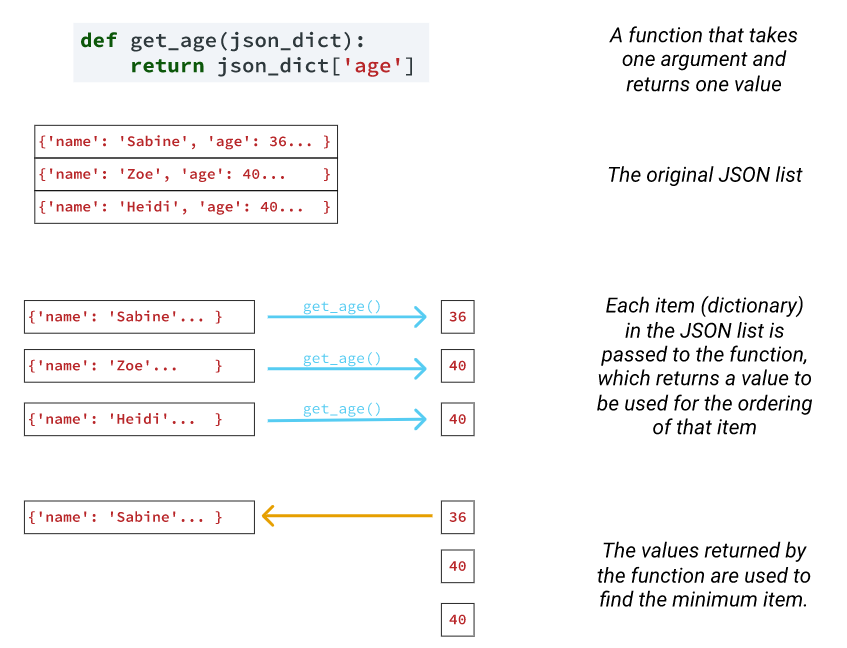 def get_age(json_dict):
    return json_dict['age']
A function that takes
one argument and
returns one value
{'name': 'Sabine', 'age': 36... }
{'name': 'Zoe', 'age': 40...    }
{'name': 'Heidi', 'age': 40...  }
The original JSON list
{'name': 'Sabine'... }
get_age()
36
{'name': 'Zoe'...    }
get_age()
40
{'name': 'Heidi'...  }
get_age()
40
Each item (dictionary)
in the JSON list is
passed to the function,
which returns a value to
be used for the ordering
of that item
{'name': 'Sabine'... }
36
40
40
The values returned by
the function are used to
find the minimum item.